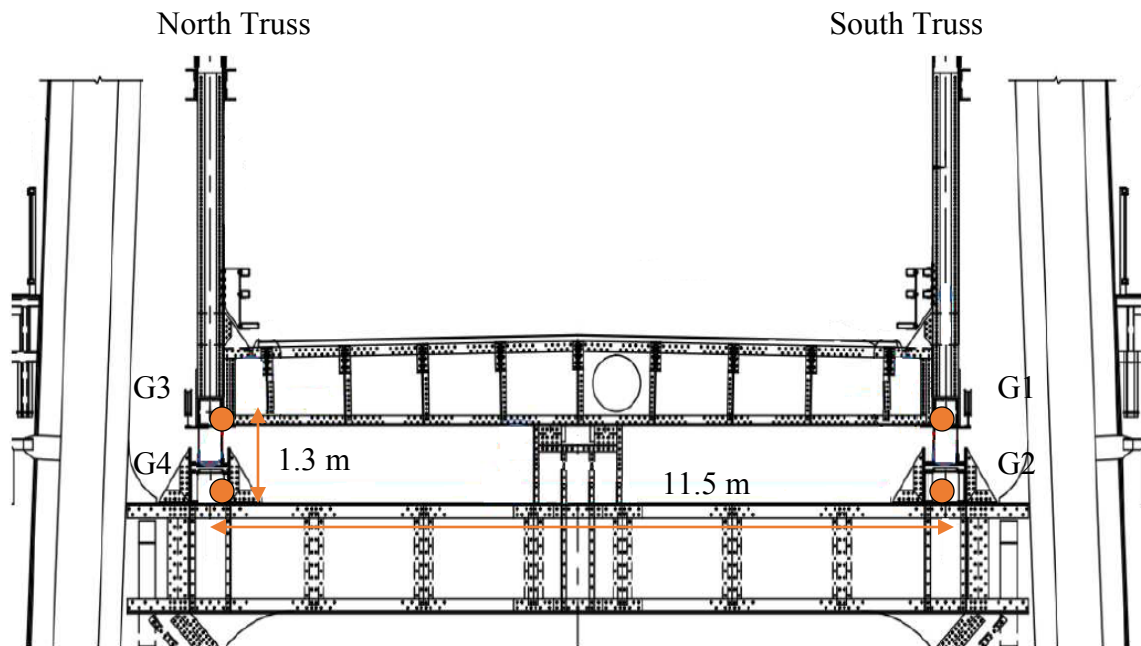 North Truss
South Truss
G3
G1
1.3 m
G4
G2
11.5 m